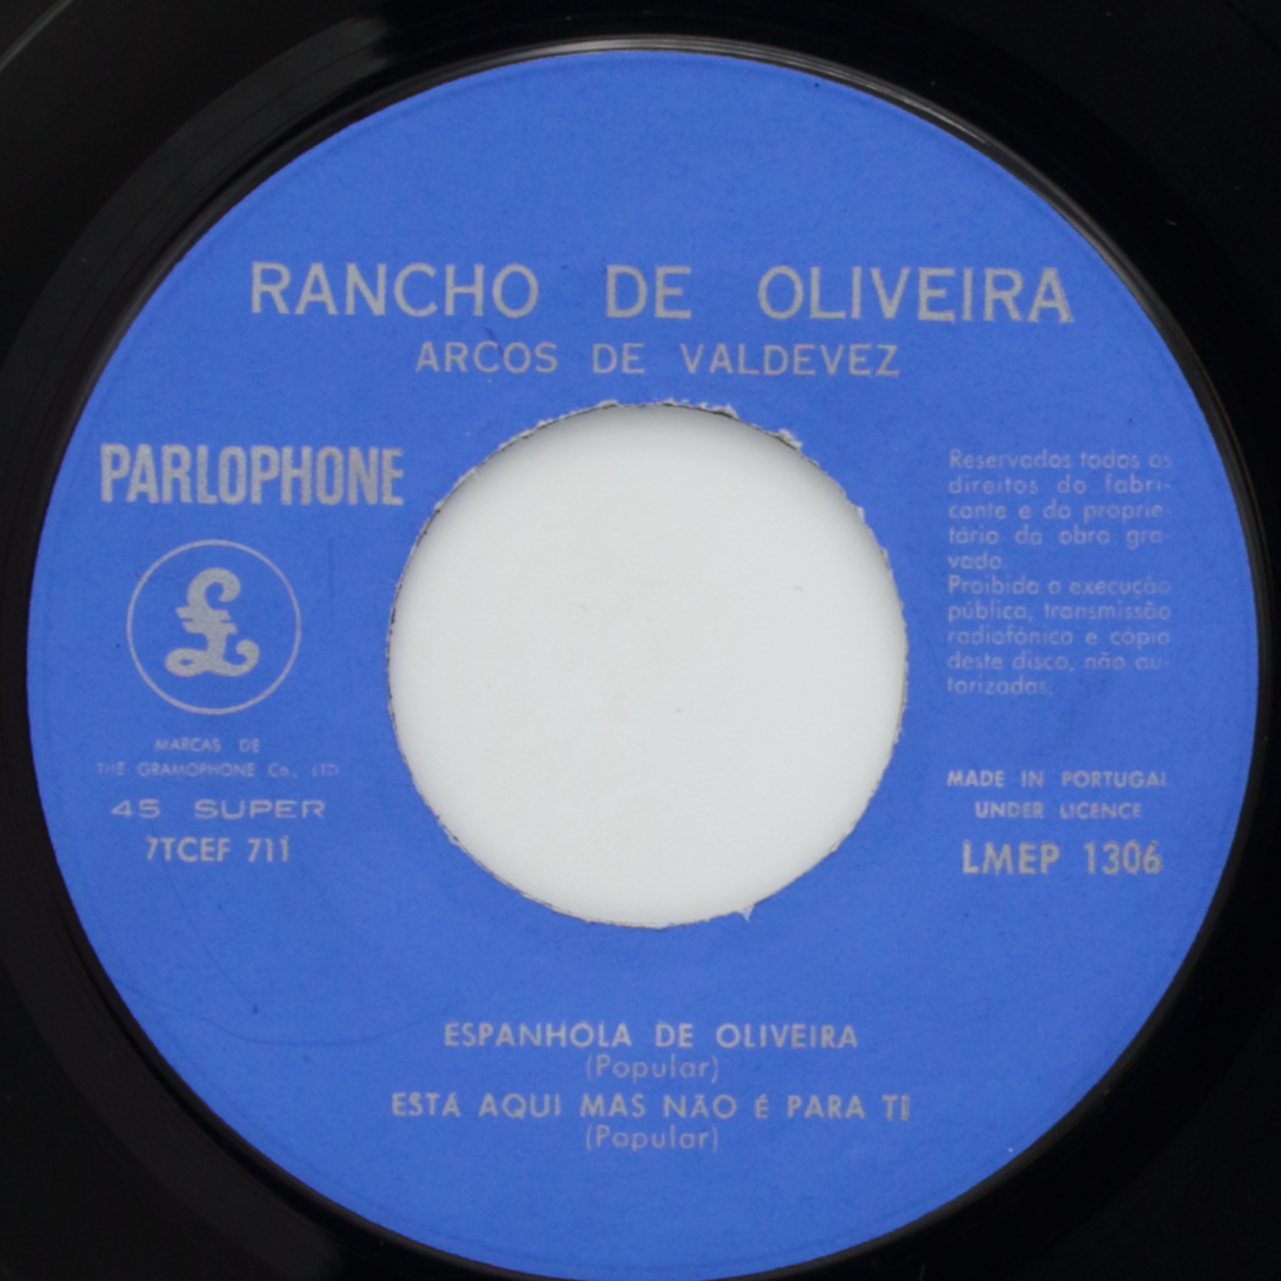 RANCHO DE OLIVEIRA
ARCOS DE VALDEVEZ
PARLOPHONE
£
MARCAS DE
THE GRAMOPHONE Co., LTD
45 SUPER
7TCEF 711
Reservados todos os
direitos do fabri-
cante e do proprie-
tário da obra gra-
vada.
Proibida a execução
pública, transmissão
radiofónica e cópia
deste disco, não au-
torizadas.
MADE IN PORTUGAL
UNDER LICENCE
LMEP 1306
ESPANHOLA DE OLIVEIRA
(Popular)
ESTÁ AQUI MAS NÃO É PARA TI
(Popular)